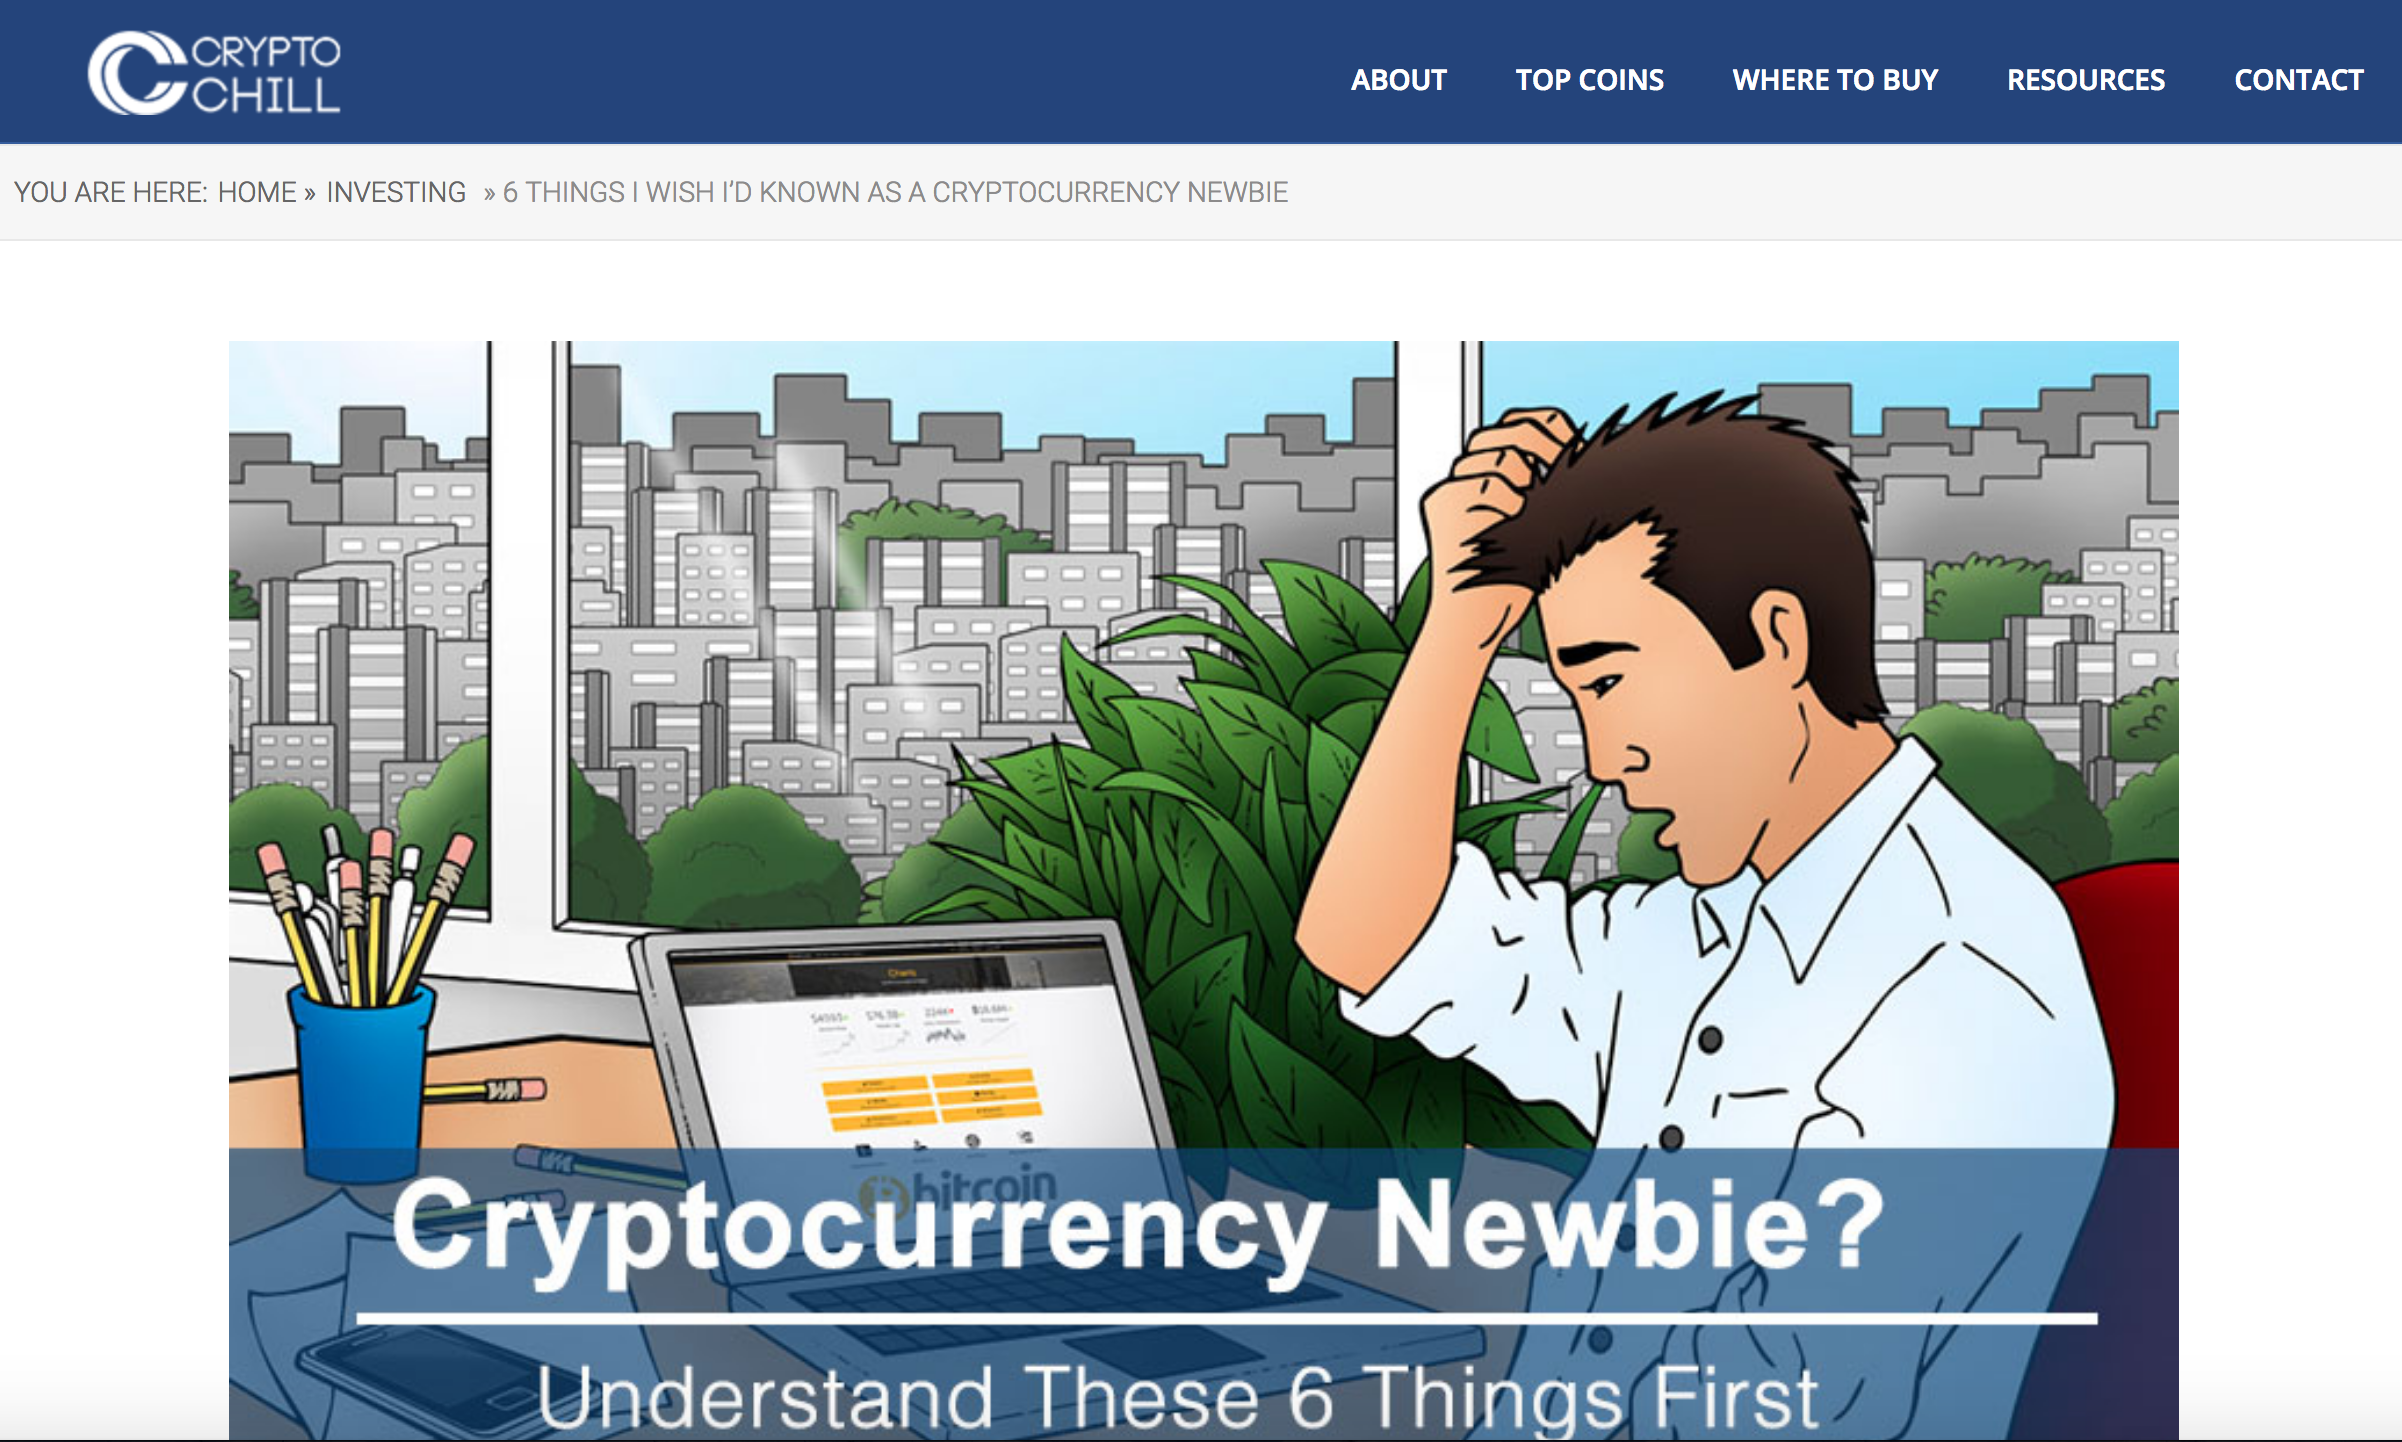 CRYPTO
CHILL
ABOUT TOP COINS WHERE TO BUY RESOURCES CONTACT
YOU ARE HERE: HOME » INVESTING » 6 THINGS I WISH I’D KNOWN AS A CRYPTOCURRENCY NEWBIE
Charts
bitcoin
Cryptocurrency Newbie?
Understand These 6 Things First